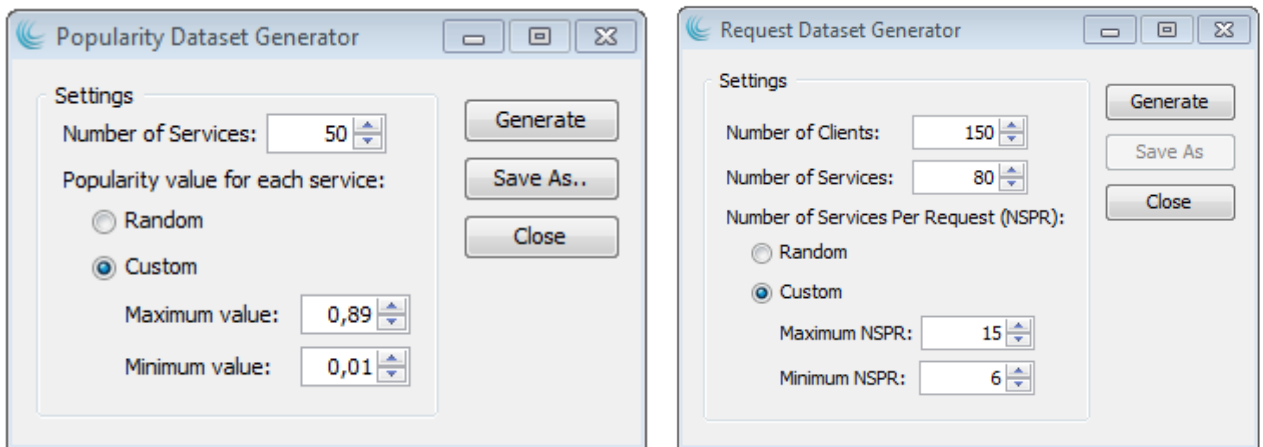 Popularity Dataset Generator
Settings
Number of Services: 50
Popularity value for each service:
Random
Custom
Maximum value: 0,89
Minimum value: 0,01
Generate
Save As..
Close
Request Dataset Generator
Settings
Number of Clients: 150
Number of Services: 80
Number of Services Per Request (NSPR):
Random
Custom
Maximum NSPR: 15
Minimum NSPR: 6
Generate
Save As
Close